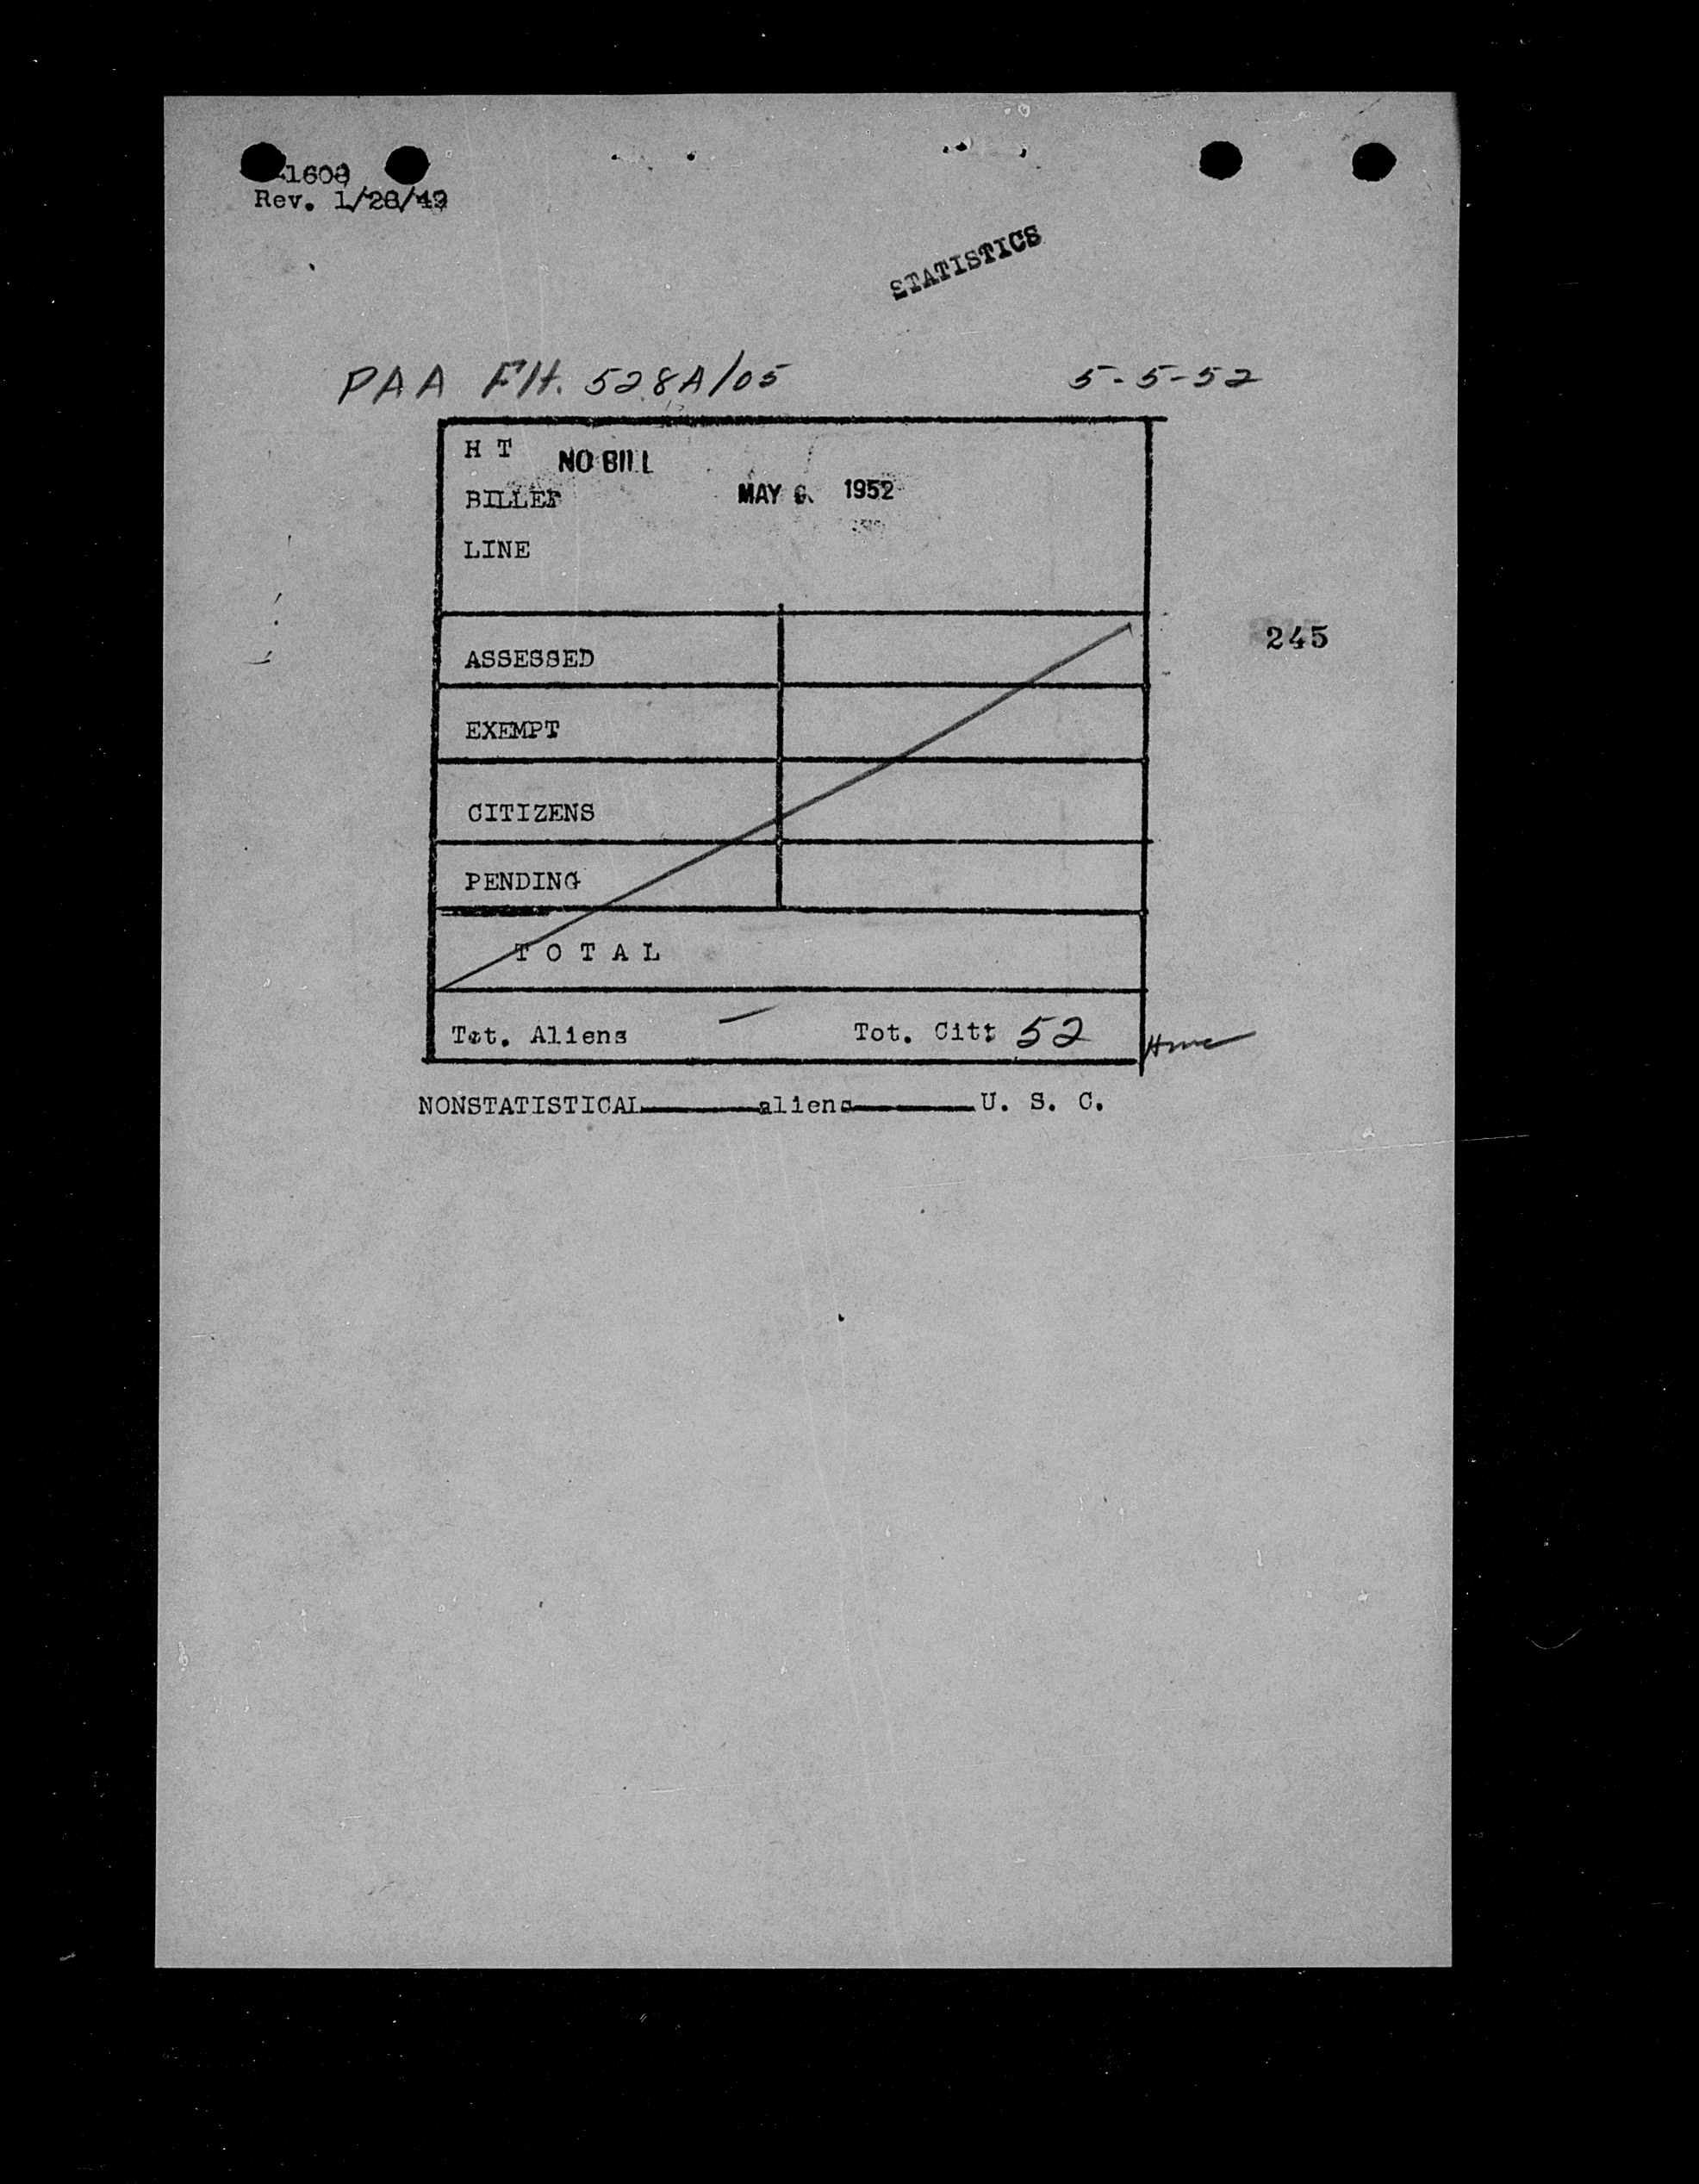 1608
Rev. 1/28/49
STATISTICS
PAA Flt. 528A/05 5-5-52
H T NO BILL
BILLED MAY 6 1952
LINE
245
ASSESSED
EXEMPT
CITIZENS
PENDING
T O T A L
Tot. Aliens — Tot. Cit: 52
NONSTATISTICAL aliens U. S. C.